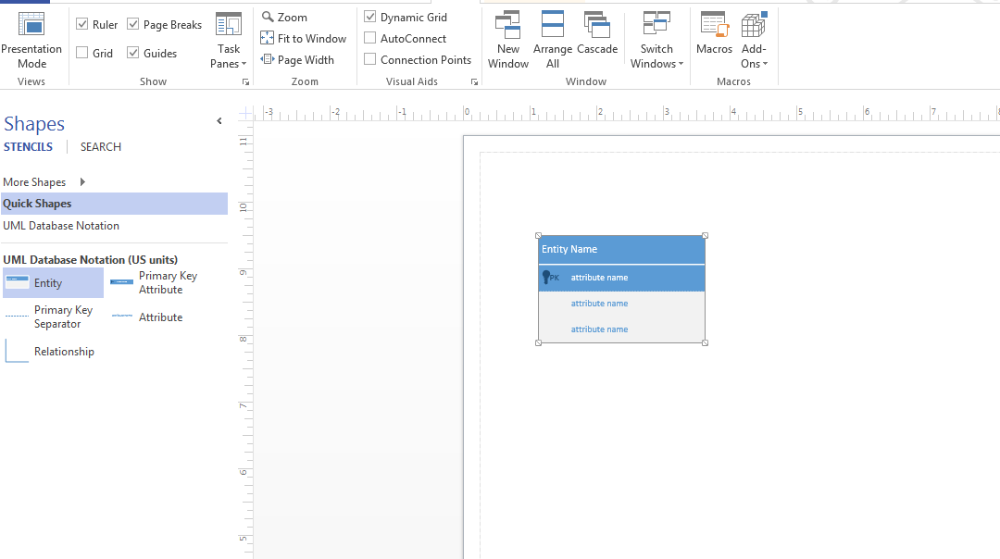 Presentation
Mode
Views
Ruler
Page Breaks
Grid
Guides
Task
Panes
Show
Zoom
Fit to Window
Page Width
Zoom
Dynamic Grid
AutoConnect
Connection Points
Visual Aids
New
Window
Arrange
All
Cascade
Switch
Windows
Window
Macros
Add-
Ons
Macros
Shapes
STENCILS
SEARCH
More Shapes
Quick Shapes
UML Database Notation
UML Database Notation (US units)
Entity
Primary Key
Attribute
Primary Key
Separator
Attribute
Relationship
-3 -2 -1 0 1 2 3 4 5 6 7 8
11
10
9
8
7
6
5
Entity Name
PK attribute name
attribute name
attribute name